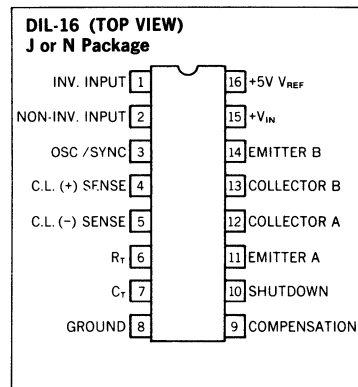 DIL-16 (TOP VIEW)
J or N Package
INV. INPUT 1 16 +5V VREF
NON-INV. INPUT 2 15 +VIN
OSC /SYNC 3 14 EMITTER B
C.L. (+) SENSE 4 13 COLLECTOR B
C.L. (−) SENSE 5 12 COLLECTOR A
RT 6 11 EMITTER A
CT 7 10 SHUTDOWN
GROUND 8 9 COMPENSATION